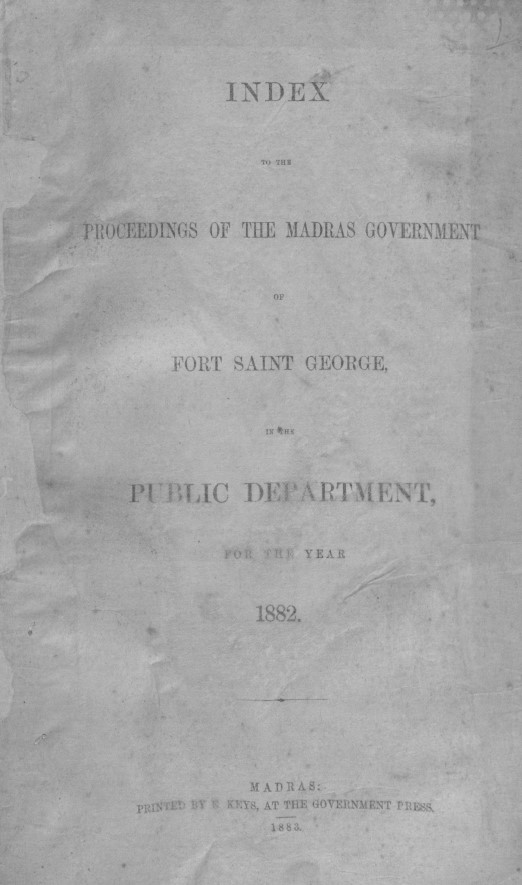 INDEX
TO THE
PROCEEDINGS OF THE MADRAS GOVERNMENT
OF
FORT SAINT GEORGE,
IN THE
PUBLIC DEPARTMENT,
FOR THE YEAR
1882.
MADRAS:
PRINTED BY E. KEYS, AT THE GOVERNMENT PRESS.
1883.